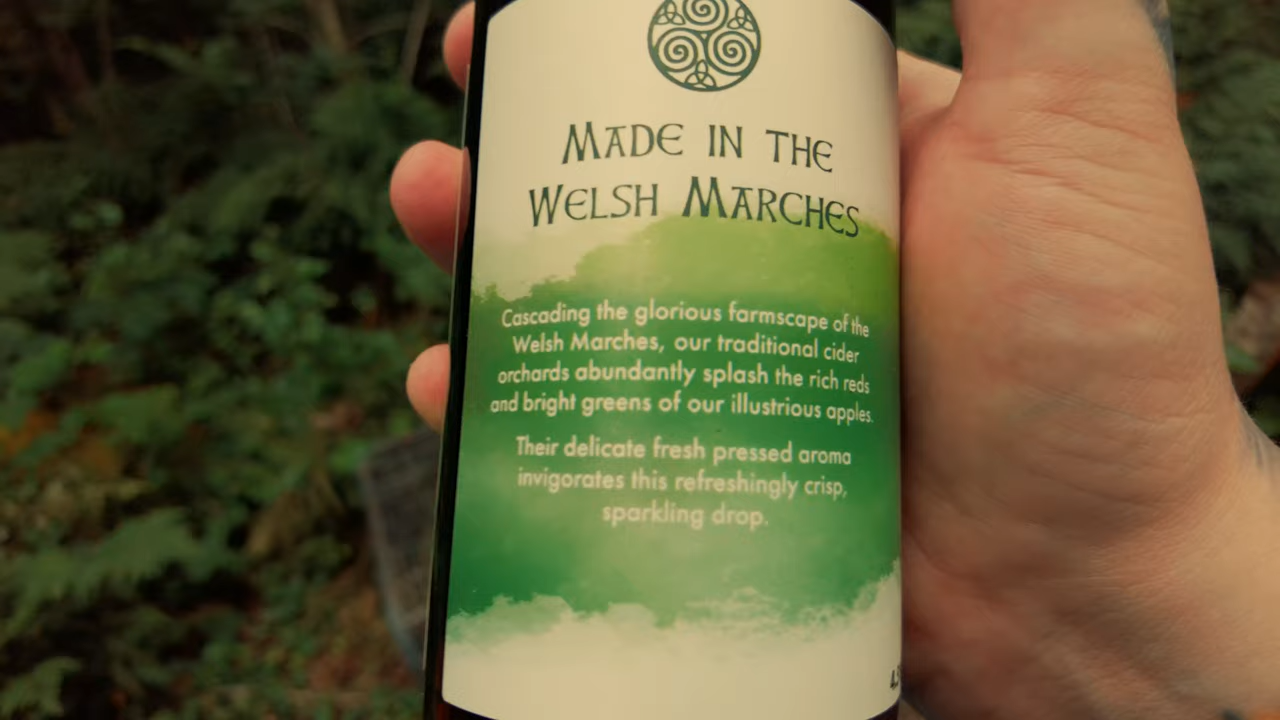 MADE IN THE
WELSH MARCHES
Cascading the glorious farmscape of the
Welsh Marches, our traditional cider
orchards abundantly splash the rich reds
and bright greens of our illustrious apples.
Their delicate fresh pressed aroma
invigorates this refreshingly crisp,
sparkling drop.